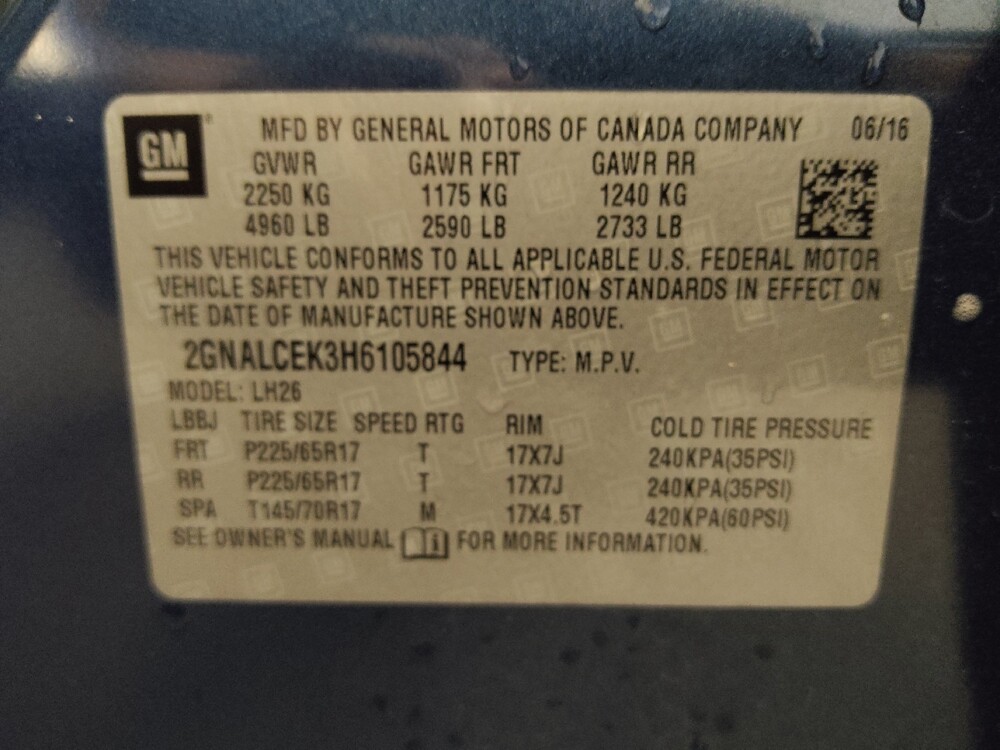 GM®
MFD BY GENERAL MOTORS OF CANADA COMPANY 06/16
GVWR GAWR FRT GAWR RR
2250 KG 1175 KG 1240 KG
4960 LB 2590 LB 2733 LB
THIS VEHICLE CONFORMS TO ALL APPLICABLE U.S. FEDERAL MOTOR
VEHICLE SAFETY AND THEFT PREVENTION STANDARDS IN EFFECT ON
THE DATE OF MANUFACTURE SHOWN ABOVE.
2GNALCEK3H6105844 TYPE: M.P.V.
MODEL: LH26
LBBJ TIRE SIZE SPEED RTG RIM COLD TIRE PRESSURE
FRT P225/65R17 T 17X7J 240KPA(35PSI)
RR P225/65R17 T 17X7J 240KPA(35PSI)
SPA T145/70R17 M 17X4.5T 420KPA(60PSI)
SEE OWNER'S MANUAL i FOR MORE INFORMATION.